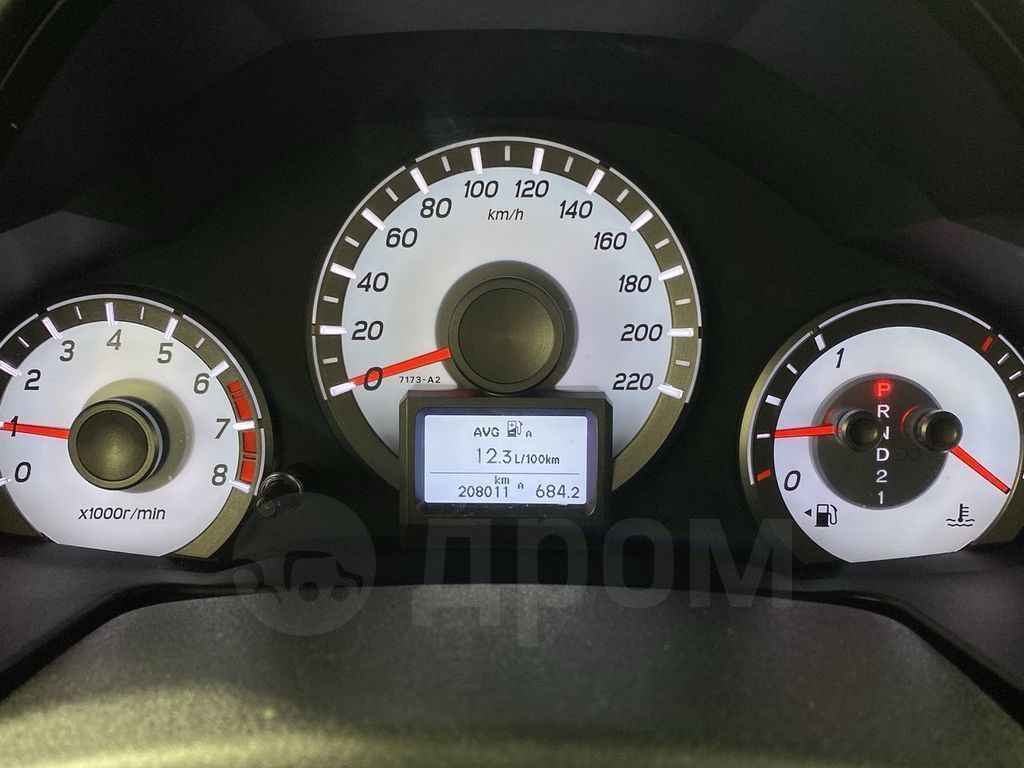 0
1
2
3
4
5
6
7
8
x1000r/min
0
20
40
60
80
100
120
140
160
180
200
220
km/h
7173-A2
AVG A
12.3 L/100km
km
208011 A 684.2
0
1
P
R
N
D
2
1
дром